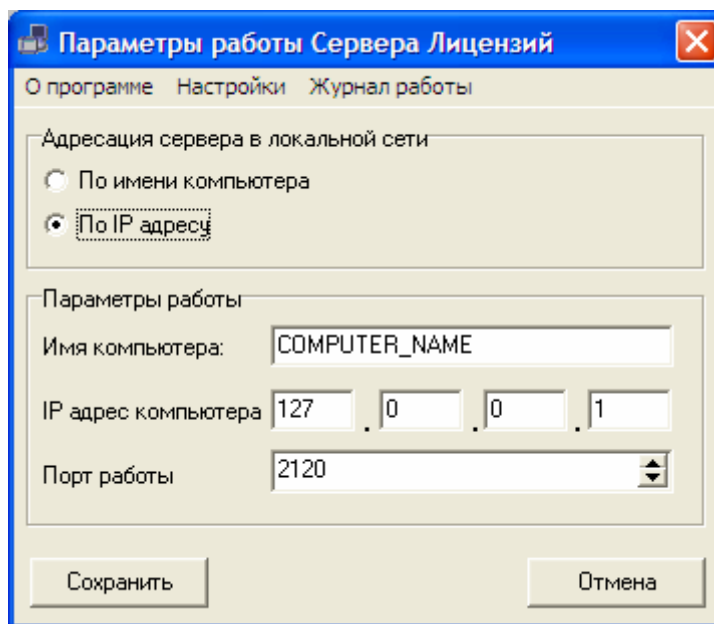 Параметры работы Сервера Лицензий
О программе Настройки Журнал работы
Адресация сервера в локальной сети
По имени компьютера
По IP адресу
Параметры работы
Имя компьютера: COMPUTER_NAME
IP адрес компьютера 127 . 0 . 0 . 1
Порт работы 2120
Сохранить Отмена